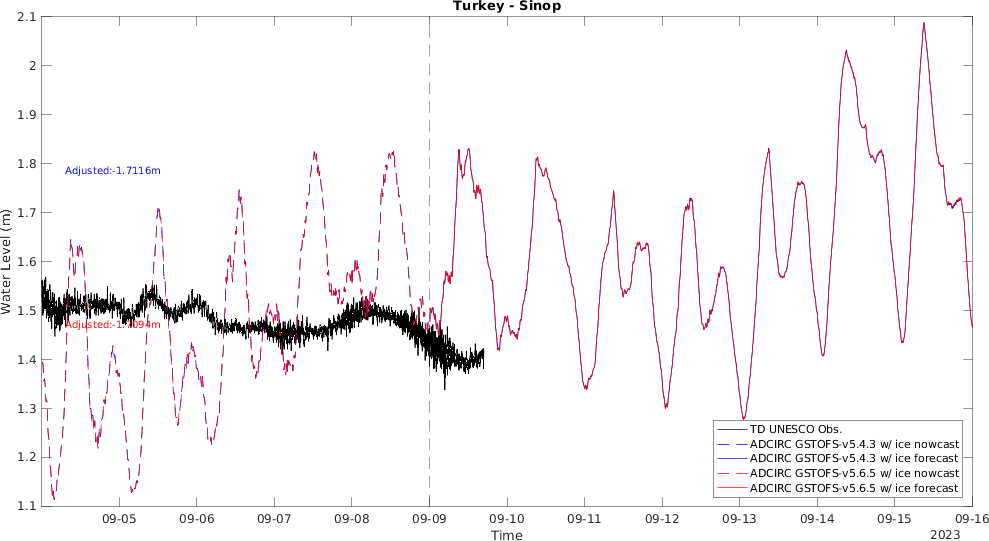 Turkey - Sinop
2.1
2
1.9
1.8
1.7
1.6
1.5
1.4
1.3
1.2
1.1
Water Level (m)
Adjusted:-1.7116m
Adjusted:-1.7094m
TD UNESCO Obs.
ADCIRC GSTOFS-v5.4.3 w/ ice nowcast
ADCIRC GSTOFS-v5.4.3 w/ ice forecast
ADCIRC GSTOFS-v5.6.5 w/ ice nowcast
ADCIRC GSTOFS-v5.6.5 w/ ice forecast
09-05 09-06 09-07 09-08 09-09 09-10 09-11 09-12 09-13 09-14 09-15 09-16
Time
2023